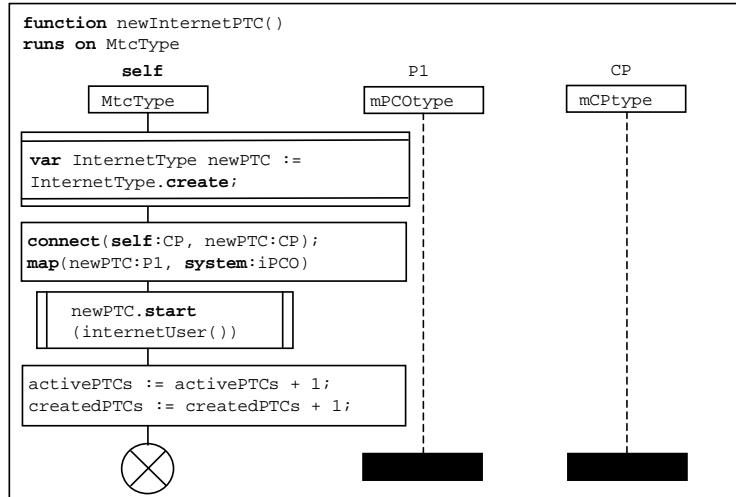 function newInternetPTC()
runs on MtcType
self P1 CP
MtcType mPCOtype mCPtype
var InternetType newPTC :=
InternetType.create;
connect(self:CP, newPTC:CP);
map(newPTC:P1, system:iPCO)
newPTC.start
(internetUser())
activePTCs := activePTCs + 1;
createdPTCs := createdPTCs + 1;